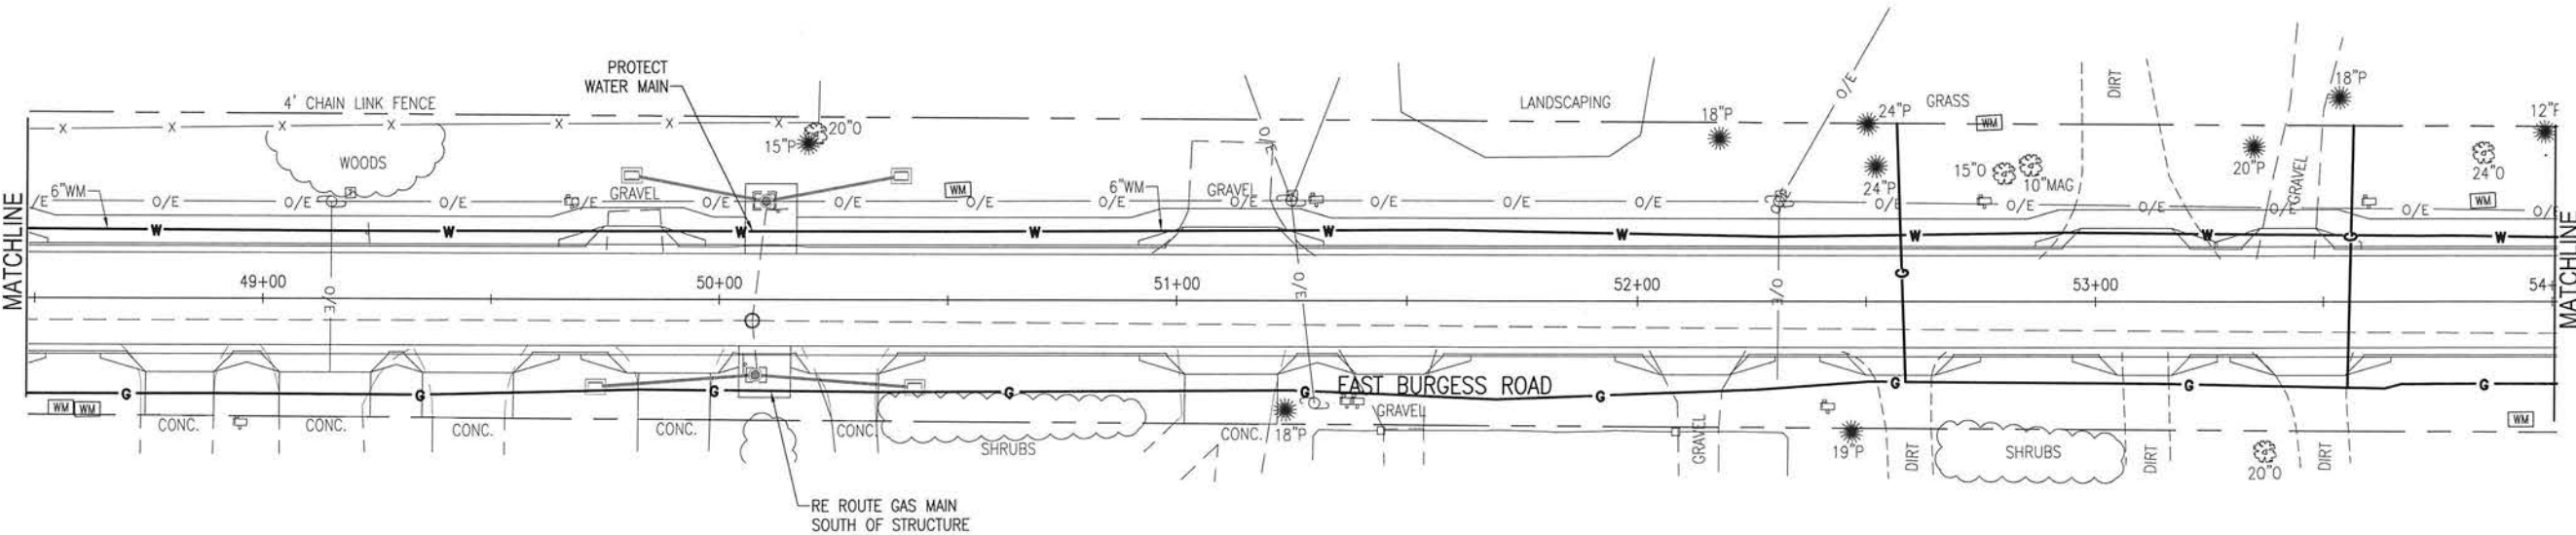 PROTECT
WATER MAIN
4' CHAIN LINK FENCE
X X X X X X X
WOODS
15"P
20"O
O/E
LANDSCAPING
18"P
24"P
GRASS
WM
O/E
DIRT
18"P
12"P
24"P
15"O
10"MAG
20"P
GRAVEL
24"O
WM
MATCHLINE
/E
6"WM
O/E O/E O/E O/E
GRAVEL
O/E O/E
WM
O/E
6"WM
GRAVEL
O/E O/E O/E O/E O/E O/E O/E O/E O/E
W W W W W W W W W
G
G
MATCHLINE
49+00 50+00 51+00 52+00 53+00 54+
O/E
O/E
O/E
G G G G G G G G G
EAST BURGESS ROAD
WM WM
CONC.
CONC.
CONC.
CONC.
CONC.
SHRUBS
CONC.
18"P
GRAVEL
GRAVEL
19"P
DIRT
SHRUBS
DIRT
20"O
DIRT
WM
RE ROUTE GAS MAIN
SOUTH OF STRUCTURE